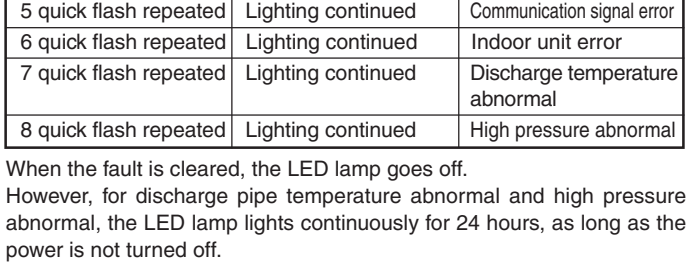 5 quick flash repeated Lighting continued Communication signal error
6 quick flash repeated Lighting continued Indoor unit error
7 quick flash repeated Lighting continued Discharge temperature
abnormal
8 quick flash repeated Lighting continued High pressure abnormal
When the fault is cleared, the LED lamp goes off.
However, for discharge pipe temperature abnormal and high pressure
abnormal, the LED lamp lights continuously for 24 hours, as long as the
power is not turned off.